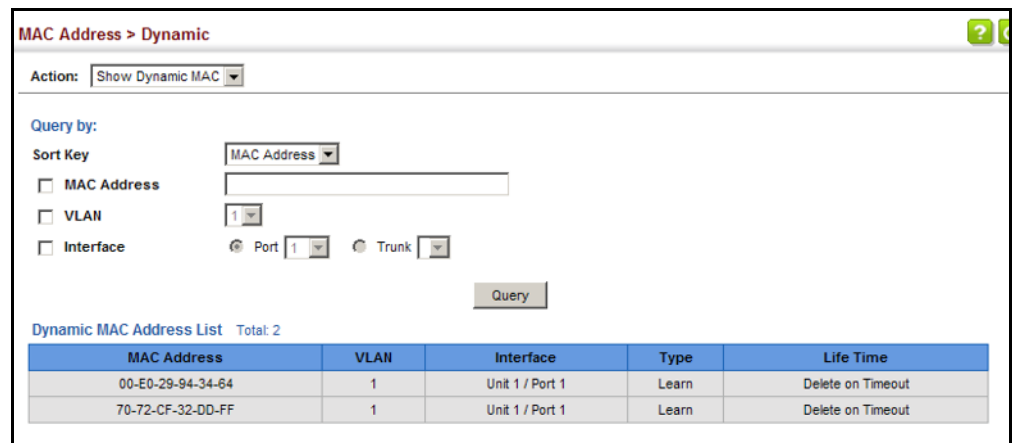 MAC Address > Dynamic
?
Action: Show Dynamic MAC
Query by:
Sort Key MAC Address
MAC Address
VLAN 1
Interface Port 1 Trunk
Query
Dynamic MAC Address List Total: 2
MAC Address VLAN Interface Type Life Time
00-E0-29-94-34-64 1 Unit 1 / Port 1 Learn Delete on Timeout
70-72-CF-32-DD-FF 1 Unit 1 / Port 1 Learn Delete on Timeout